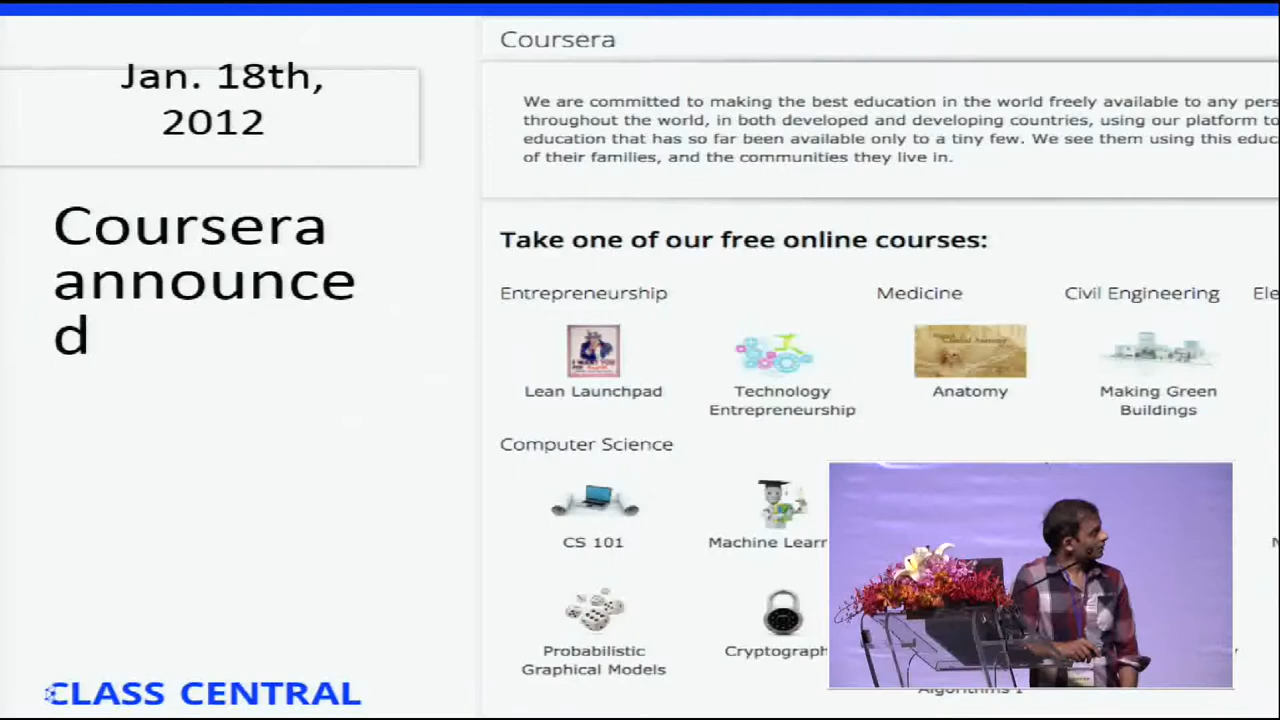 Jan. 18th,
2012
Coursera
announce
d
CLASS CENTRAL
Coursera
We are committed to making the best education in the world freely available to any pers
throughout the world, in both developed and developing countries, using our platform to
education that has so far been available only to a tiny few. We see them using this educ
of their families, and the communities they live in.
Take one of our free online courses:
Entrepreneurship Medicine Civil Engineering Ele
Lean Launchpad Technology Entrepreneurship Anatomy Making Green Buildings
Computer Science
CS 101 Machine Learr
Probabilistic Graphical Models Cryptograph
Algorithms I